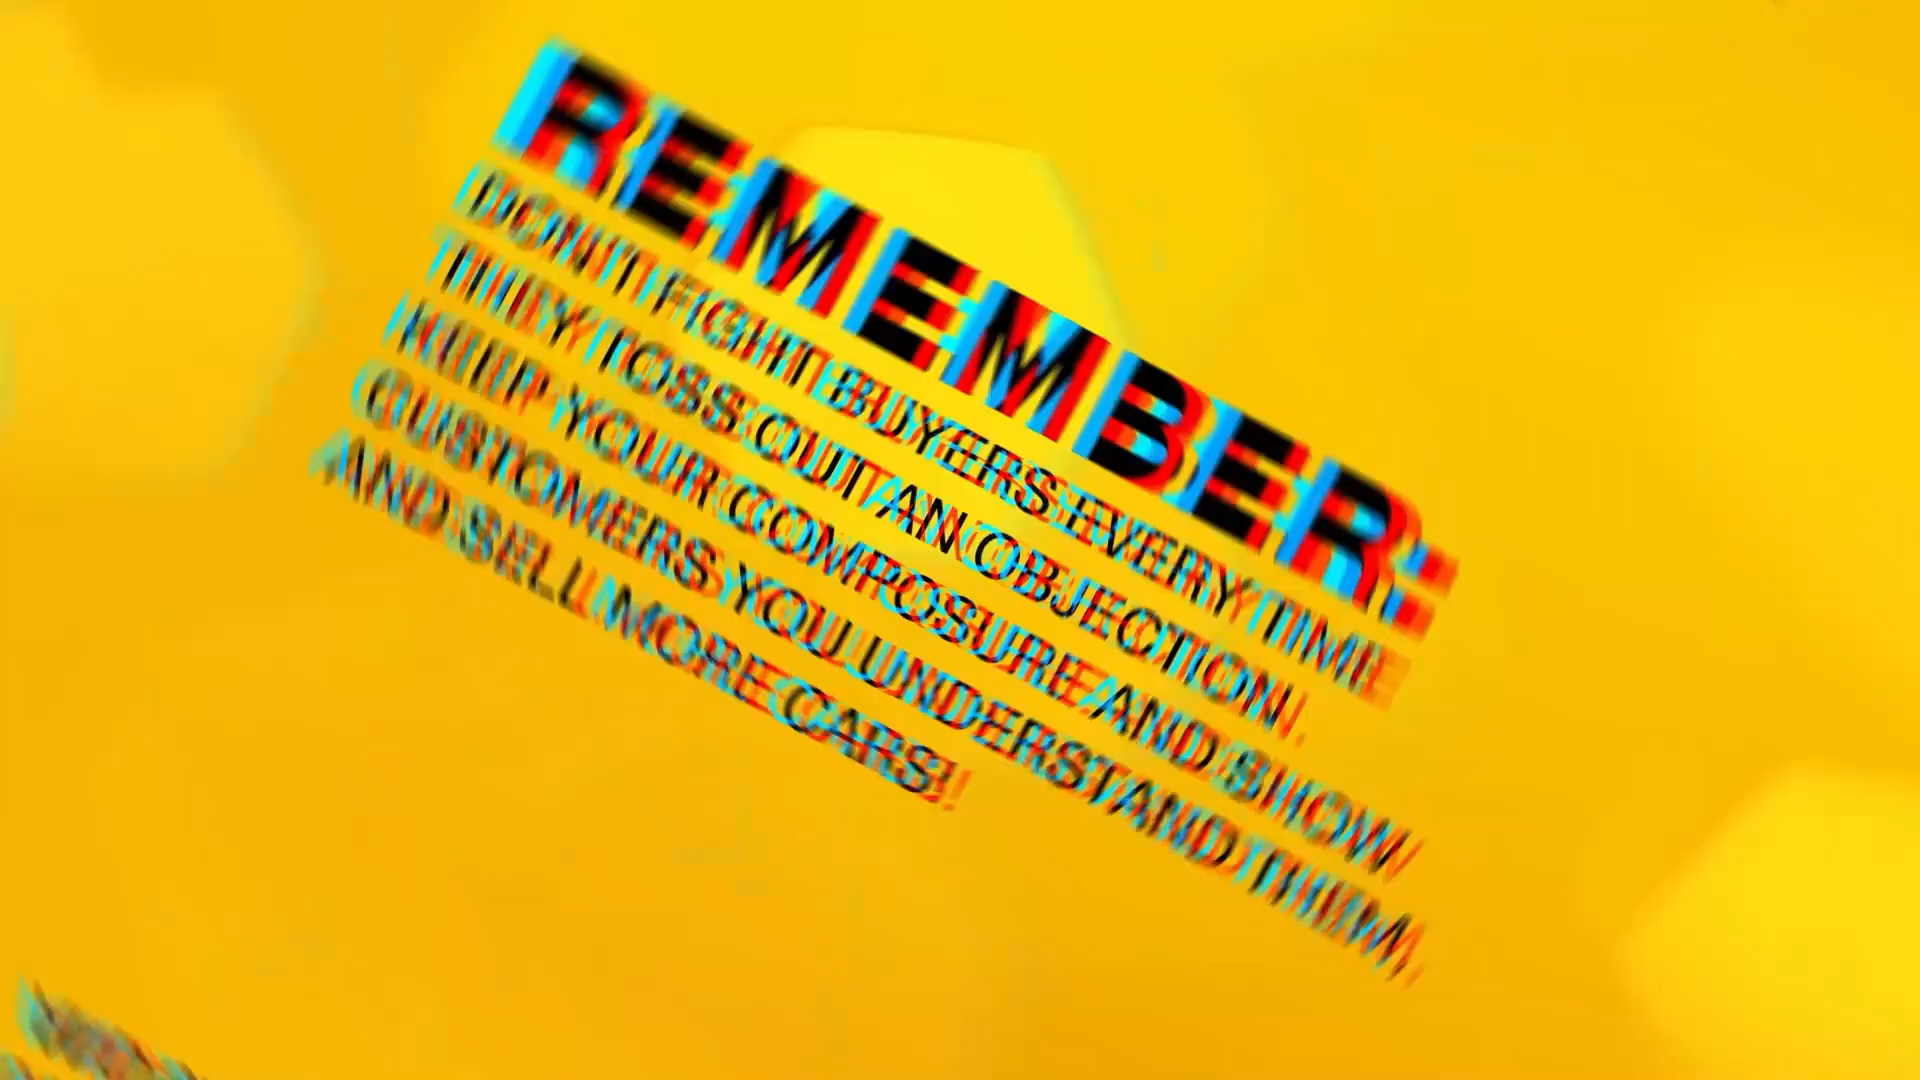 REMEMBER:
DON'T FIGHT BUYERS EVERY TIME
THEY TOSS OUT AN OBJECTION.
KEEP YOUR COMPOSURE AND SHOW
CUSTOMERS YOU UNDERSTAND THEM,
AND SELL MORE CARS!